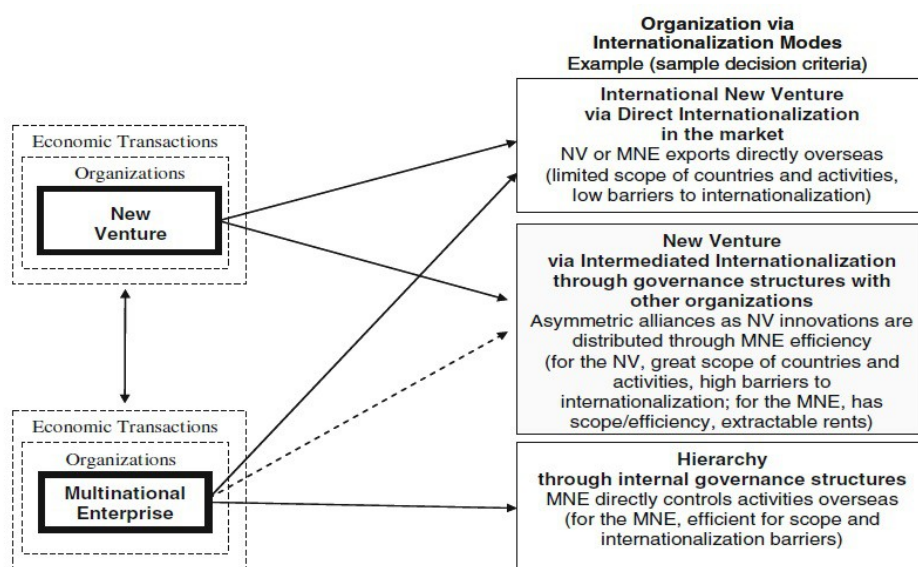 Organization via
Internationalization Modes
Example (sample decision criteria)
Economic Transactions
Organizations
New
Venture
Economic Transactions
Organizations
Multinational
Enterprise
International New Venture
via Direct Internationalization
in the market
NV or MNE exports directly overseas
(limited scope of countries and activities,
low barriers to internationalization)
New Venture
via Intermediated Internationalization
through governance structures with
other organizations
Asymmetric alliances as NV innovations are
distributed through MNE efficiency
(for the NV, great scope of countries and
activities, high barriers to
internationalization; for the MNE, has
scope/efficiency, extractable rents)
Hierarchy
through internal governance structures
MNE directly controls activities overseas
(for the MNE, efficient for scope and
internationalization barriers)